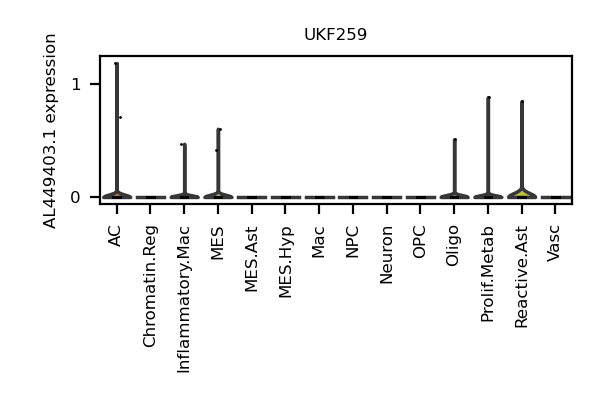 UKF259
AL449403.1 expression
1
0
AC
Chromatin.Reg
Inflammatory.Mac
MES
MES.Ast
MES.Hyp
Mac
NPC
Neuron
OPC
Oligo
Prolif.Metab
Reactive.Ast
Vasc